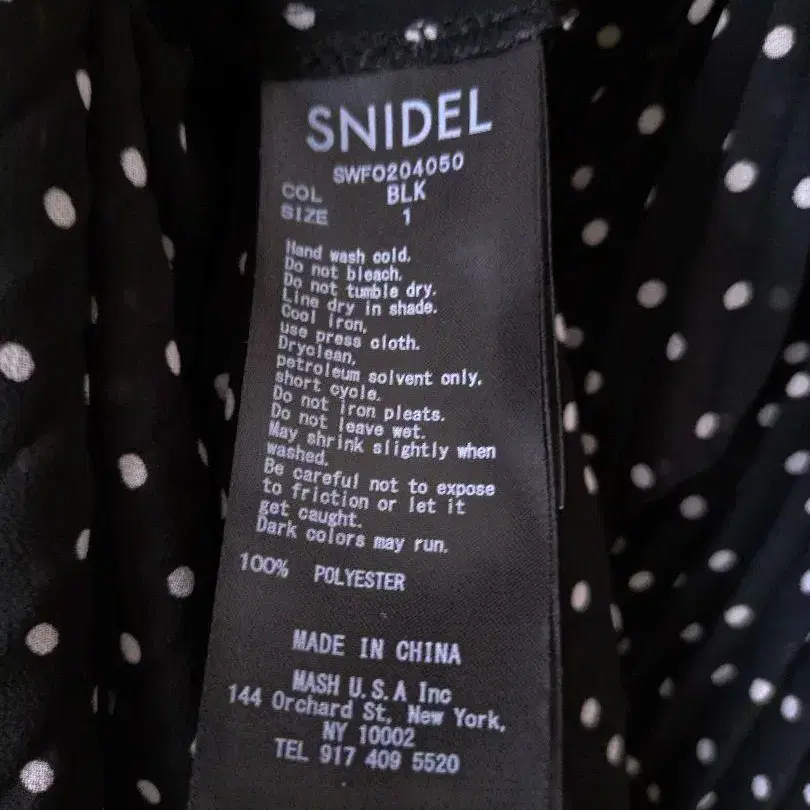 SNIDEL
SWFO204050
COL BLK
SIZE 1
Hand wash cold.
Do not bleach.
Do not tumble dry.
Line dry in shade.
Cool iron,
use press cloth.
Dryclean,
petroleum solvent only,
short cycle.
Do not iron pleats.
Do not leave wet.
May shrink slightly when
washed.
Be careful not to expose
to friction or let it
get caught.
Dark colors may run.
100% POLYESTER
MADE IN CHINA
MASH U.S.A Inc
144 Orchard St, New York,
NY 10002
TEL 917 409 5520